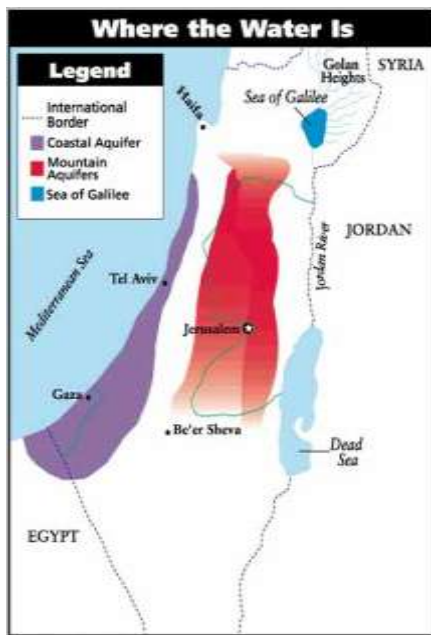 Where the Water Is
Legend
International
Border
Coastal Aquifer
Mountain
Aquifers
Sea of Galilee
Golan
Heights
SYRIA
Sea of Galilee
Haifa
JORDAN
Jordan River
Mediterranean Sea
Tel Aviv
Jerusalem
Gaza
Be'er Sheva
Dead
Sea
EGYPT